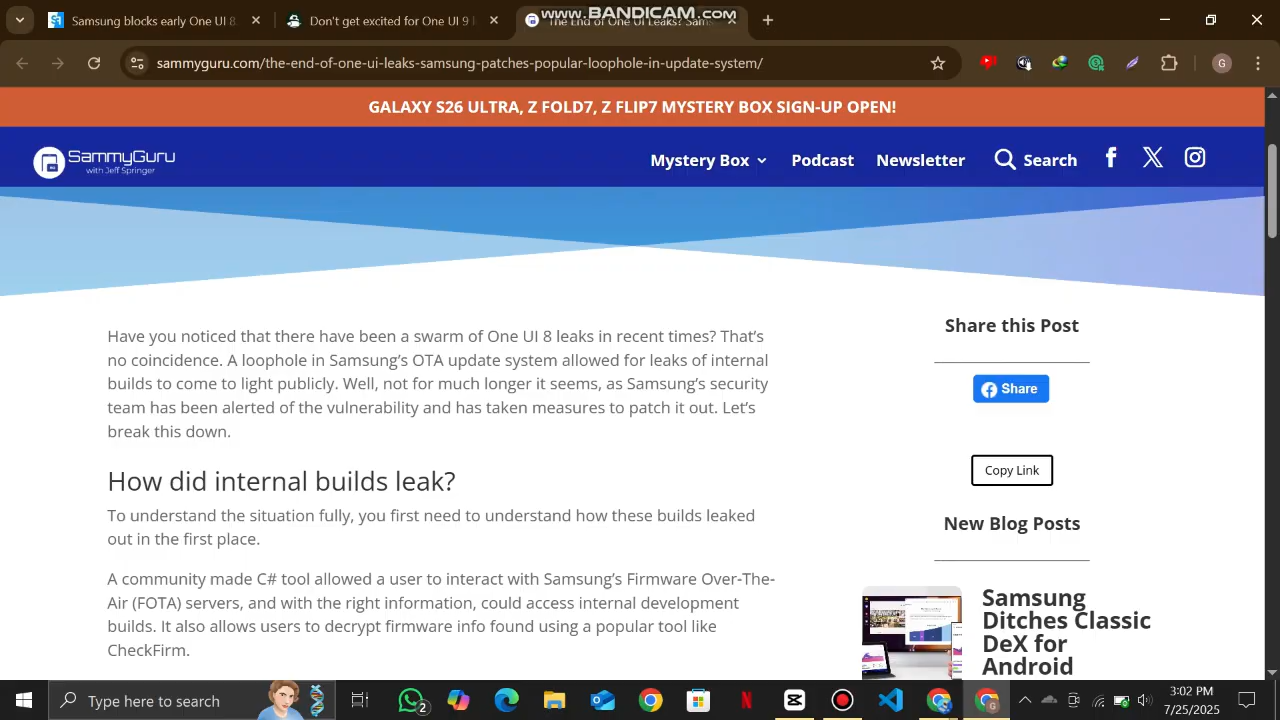 www.BANDICAM.com
Samsung blocks early One UI 8
Don't get excited for One UI 9
The End of One UI Leaks? Sam
sammyguru.com/the-end-of-one-ui-leaks-samsung-patches-popular-loophole-in-update-system/
G
GALAXY S26 ULTRA, Z FOLD7, Z FLIP7 MYSTERY BOX SIGN-UP OPEN!
SammyGuru
with Jeff Springer
Mystery Box
Podcast
Newsletter
Search
Have you noticed that there have been a swarm of One UI 8 leaks in recent times? That's
no coincidence. A loophole in Samsung's OTA update system allowed for leaks of internal
builds to come to light publicly. Well, not for much longer it seems, as Samsung's security
team has been alerted of the vulnerability and has taken measures to patch it out. Let's
break this down.
How did internal builds leak?
To understand the situation fully, you first need to understand how these builds leaked
out in the first place.
A community made C# tool allowed a user to interact with Samsung's Firmware Over-The-
Air (FOTA) servers, and with the right information, could access internal development
builds. It also allows users to decrypt firmware info found using a popular tool like
CheckFirm.
Share this Post
Share
Copy Link
New Blog Posts
Samsung
Ditches Classic
DeX for
Android
Type here to search
2
3:02 PM
7/25/2025